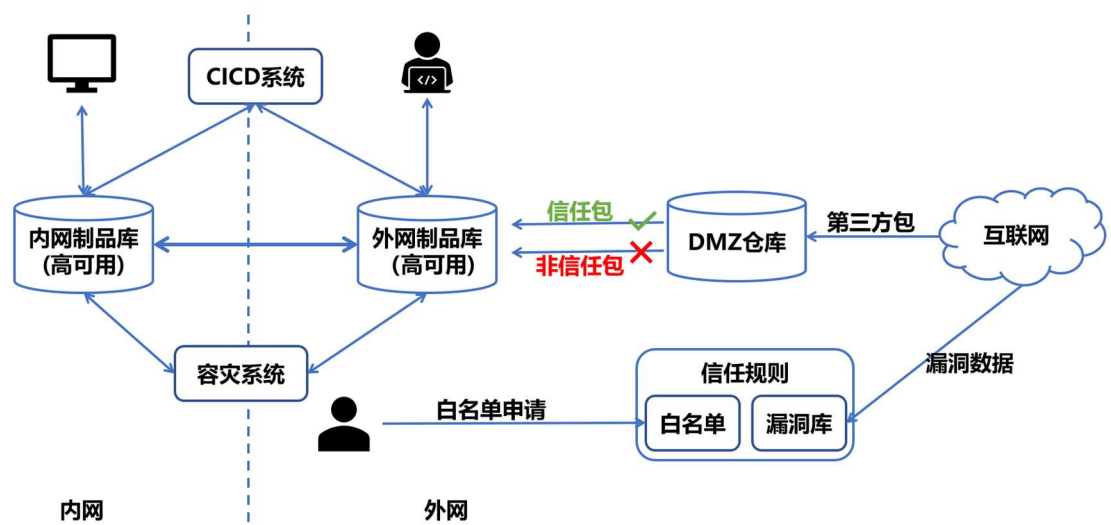 CICD系统
内网制品库
(高可用)
外网制品库
(高可用)
信任包
非信任包
DMZ仓库
第三方包
互联网
容灾系统
漏洞数据
信任规则
白名单申请
白名单
漏洞库
内网
外网